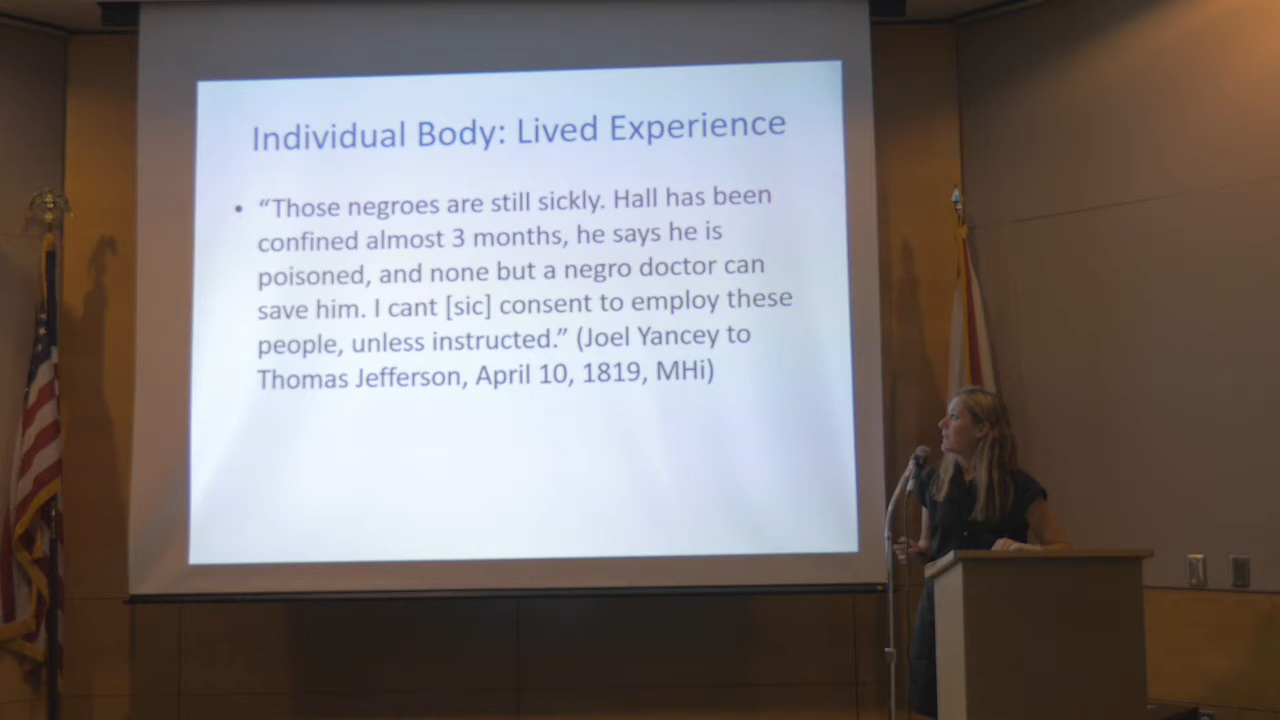 Individual Body: Lived Experience
• “Those negroes are still sickly. Hall has been
confined almost 3 months, he says he is
poisoned, and none but a negro doctor can
save him. I cant [sic] consent to employ these
people, unless instructed.” (Joel Yancey to
Thomas Jefferson, April 10, 1819, MHi)